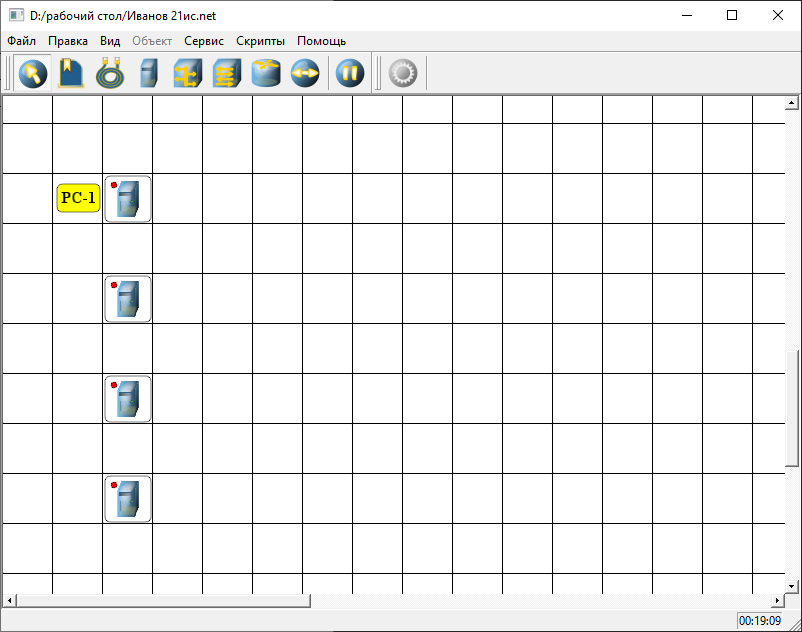 D:/рабочий стол/Иванов 21ис.net
Файл Правка Вид Объект Сервис Скрипты Помощь
PC-1
00:19:09